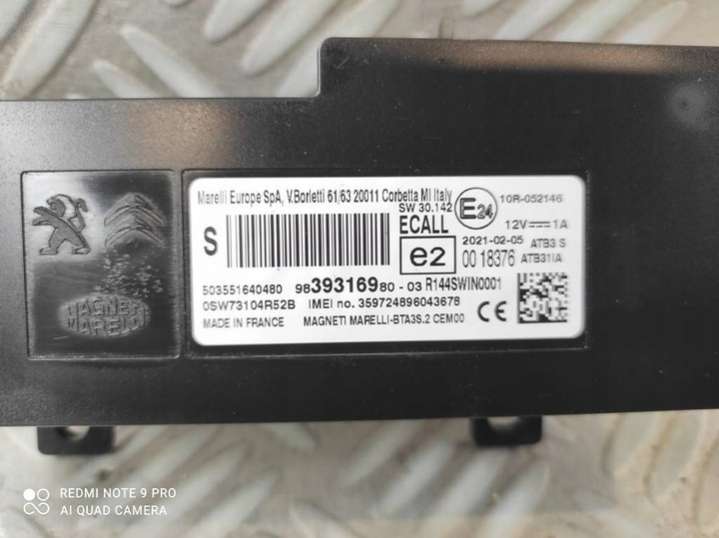 Marelli Europe SpA, V.Borletti 61/63 20011 Corbetta MI Italy
SW 30.142
E24
10R-052146
S
ECALL
12V⎓1A
e2
2021-02-05 ATB3 S
00 18376 ATB31IA
503551640480 9839316980-03 R144SWIN0001
0SW73104R52B IMEI no. 359724896043678
MADE IN FRANCE MAGNETI MARELLI-BTA3S.2 CEM00
MAGNETI
MARELLI
REDMI NOTE 9 PRO
AI QUAD CAMERA